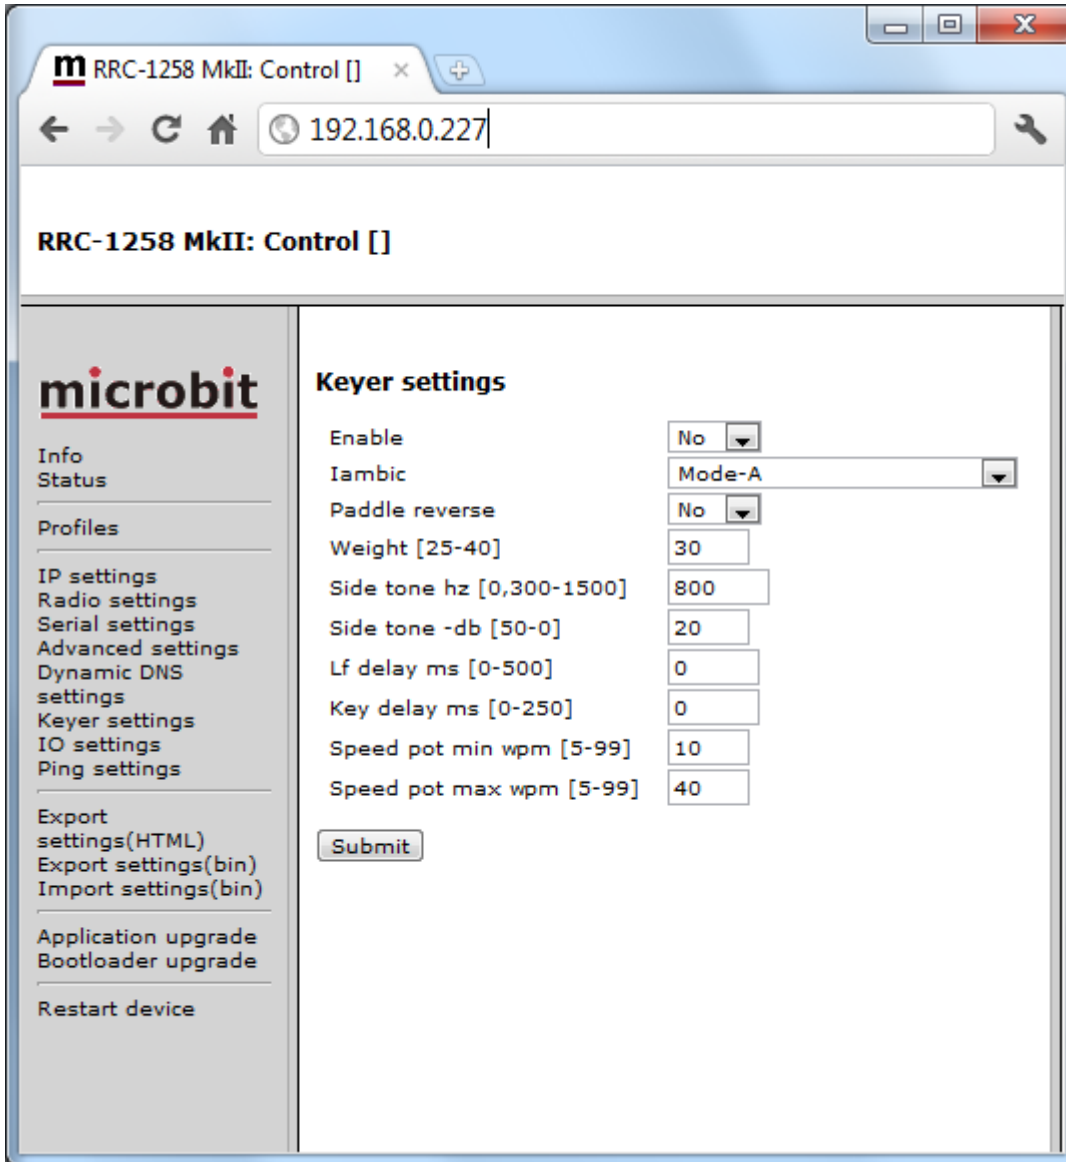 RRC-1258 MkII: Control []
192.168.0.227
RRC-1258 MkII: Control []
microbit
Info
Status
Profiles
IP settings
Radio settings
Serial settings
Advanced settings
Dynamic DNS
settings
Keyer settings
IO settings
Ping settings
Export
settings(HTML)
Export settings(bin)
Import settings(bin)
Application upgrade
Bootloader upgrade
Restart device
Keyer settings
Enable No
Iambic Mode-A
Paddle reverse No
Weight [25-40] 30
Side tone hz [0,300-1500] 800
Side tone -db [50-0] 20
Lf delay ms [0-500] 0
Key delay ms [0-250] 0
Speed pot min wpm [5-99] 10
Speed pot max wpm [5-99] 40
Submit